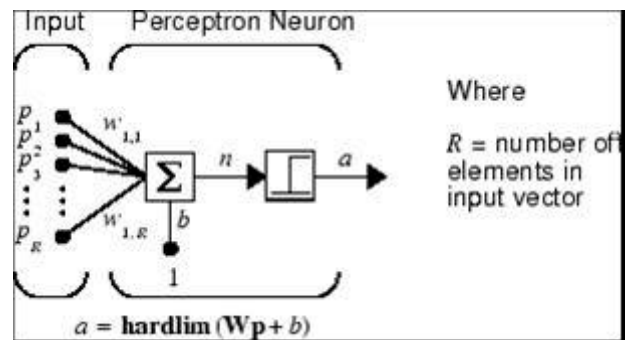 Input Perceptron Neuron
p1 w1,1
p2
p3
pR w1,R
Σ n a
b
1
a = hardlim (Wp + b)
Where
R = number of
elements in
input vector